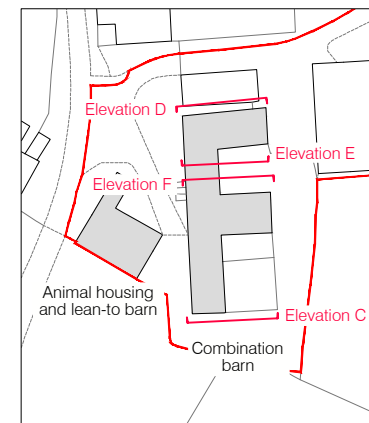 Elevation D
Elevation E
Elevation F
Animal housing
and lean-to barn
Elevation C
Combination
barn